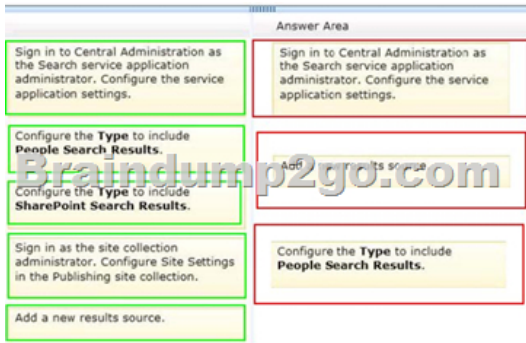 Answer Area
Sign in to Central Administration as
the Search service application
administrator. Configure the service
application settings.
Configure the Type to include
People Search Results.
Configure the Type to include
SharePoint Search Results.
Sign in as the site collection
administrator. Configure Site Settings
in the Publishing site collection.
Add a new results source.
Sign in to Central Administration as
the Search service application
administrator. Configure the service
application settings.
Add a new results source.
Configure the Type to include
People Search Results.
Braindump2go.com